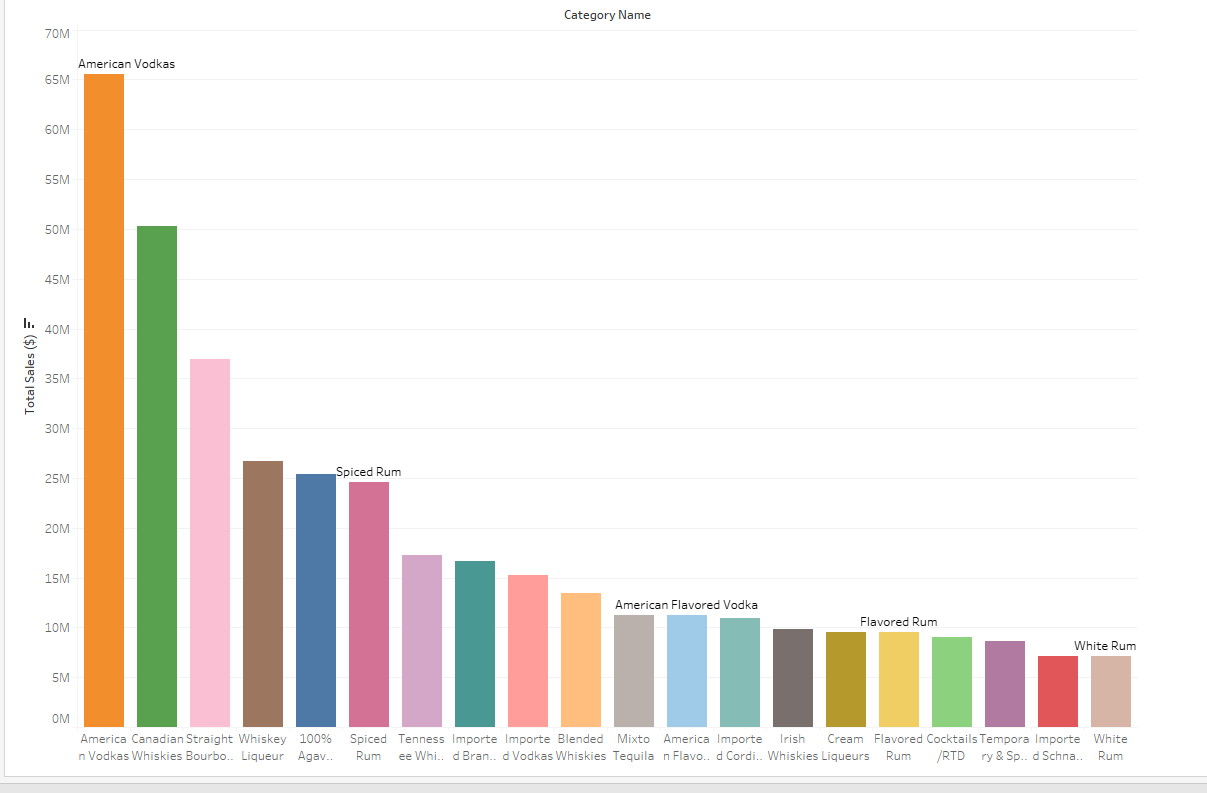 Category Name
70M
65M
60M
55M
50M
45M
40M
35M
30M
25M
20M
15M
10M
5M
0M
Total Sales ($)
American Vodkas
Spiced Rum
American Flavored Vodka
Flavored Rum
White Rum
America
n Vodkas
Canadian
Whiskies
Straight
Bourbo..
Whiskey
Liqueur
100%
Agav..
Spiced
Rum
Tenness
ee Whi..
Importe
d Bran..
Importe
d Vodkas
Blended
Whiskies
Mixto
Tequila
America
n Flavo..
Importe
d Cordi..
Irish
Whiskies
Cream
Liqueurs
Flavored
Rum
Cocktails
/RTD
Tempora
ry & Sp..
Importe
d Schna..
White
Rum